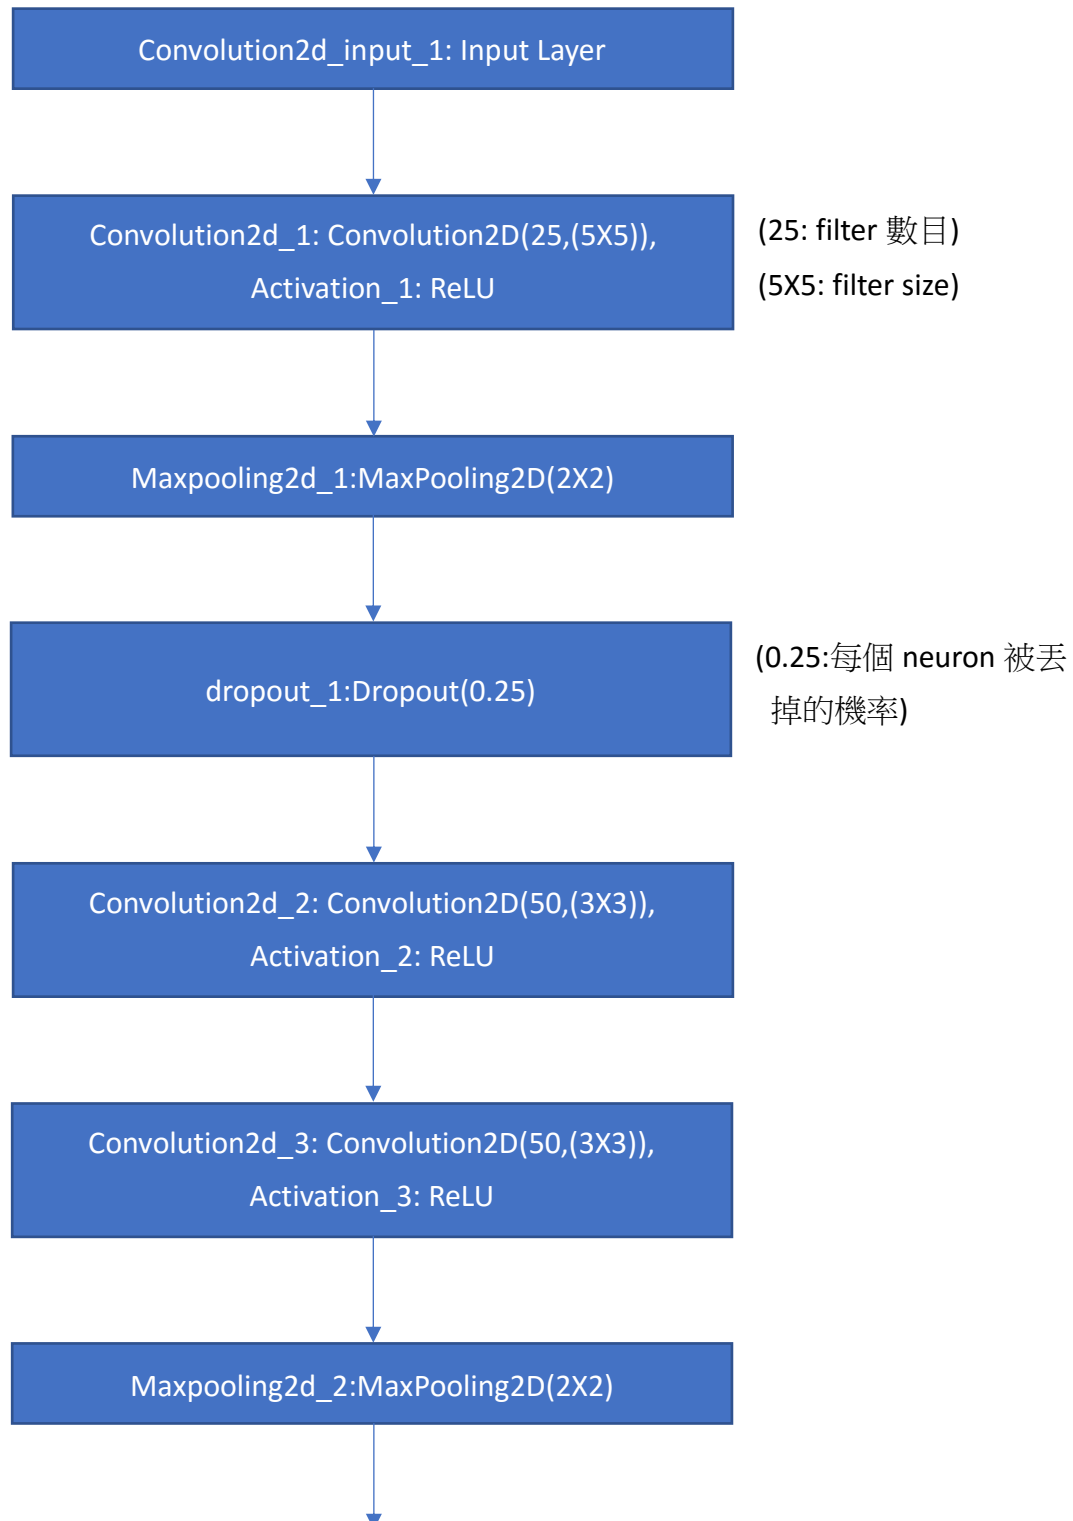 Convolution2d_input_1: Input Layer
Convolution2d_1: Convolution2D(25,(5X5)),
Activation_1: ReLU
(25: filter 數目)
(5X5: filter size)
Maxpooling2d_1:MaxPooling2D(2X2)
dropout_1:Dropout(0.25)
(0.25:每個 neuron 被丟
掉的機率)
Convolution2d_2: Convolution2D(50,(3X3)),
Activation_2: ReLU
Convolution2d_3: Convolution2D(50,(3X3)),
Activation_3: ReLU
Maxpooling2d_2:MaxPooling2D(2X2)